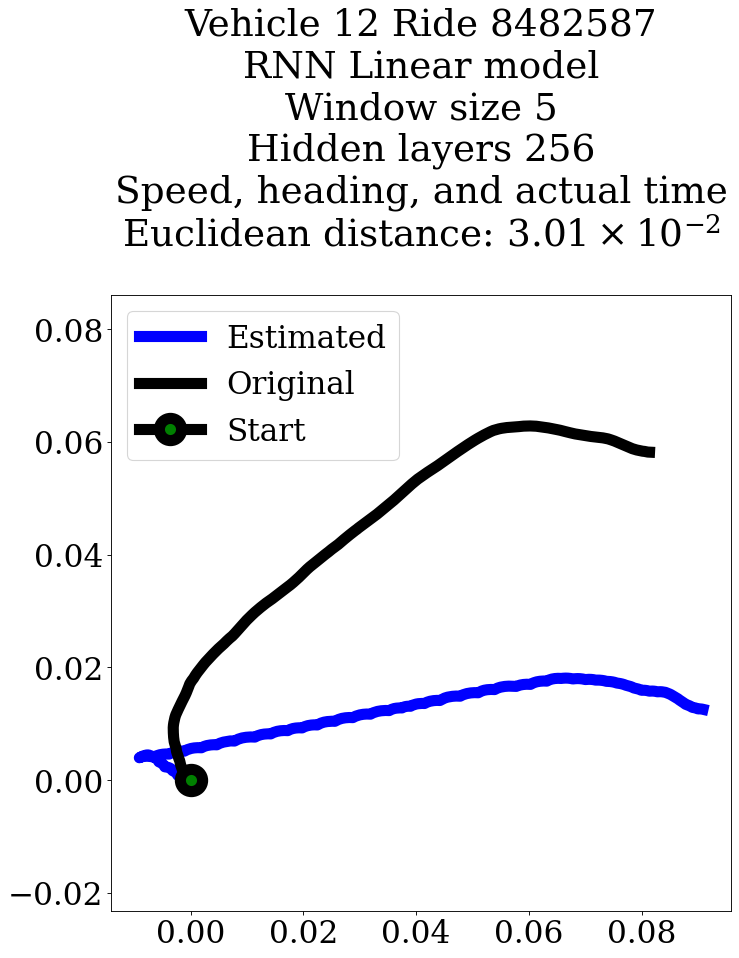 Vehicle 12 Ride 8482587
RNN Linear model
Window size 5
Hidden layers 256
Speed, heading, and actual time
Euclidean distance: 3.01 × 10⁻²
Estimated
Original
Start
0.08
0.06
0.04
0.02
0.00
−0.02
0.00 0.02 0.04 0.06 0.08